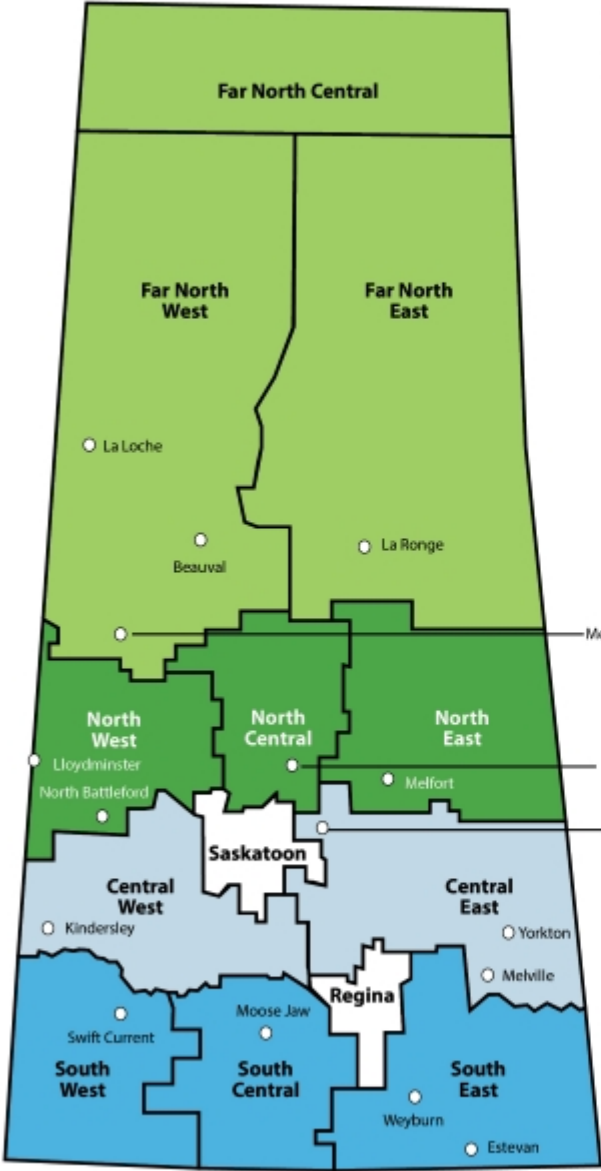 Far North Central
Far North
West
Far North
East
La Loche
Beauval
La Ronge
North
West
North
Central
North
East
Lloydminster
North Battleford
Melfort
Saskatoon
Central
West
Central
East
Kindersley
Yorkton
Melville
Regina
Moose Jaw
Swift Current
South
West
South
Central
South
East
Weyburn
Estevan